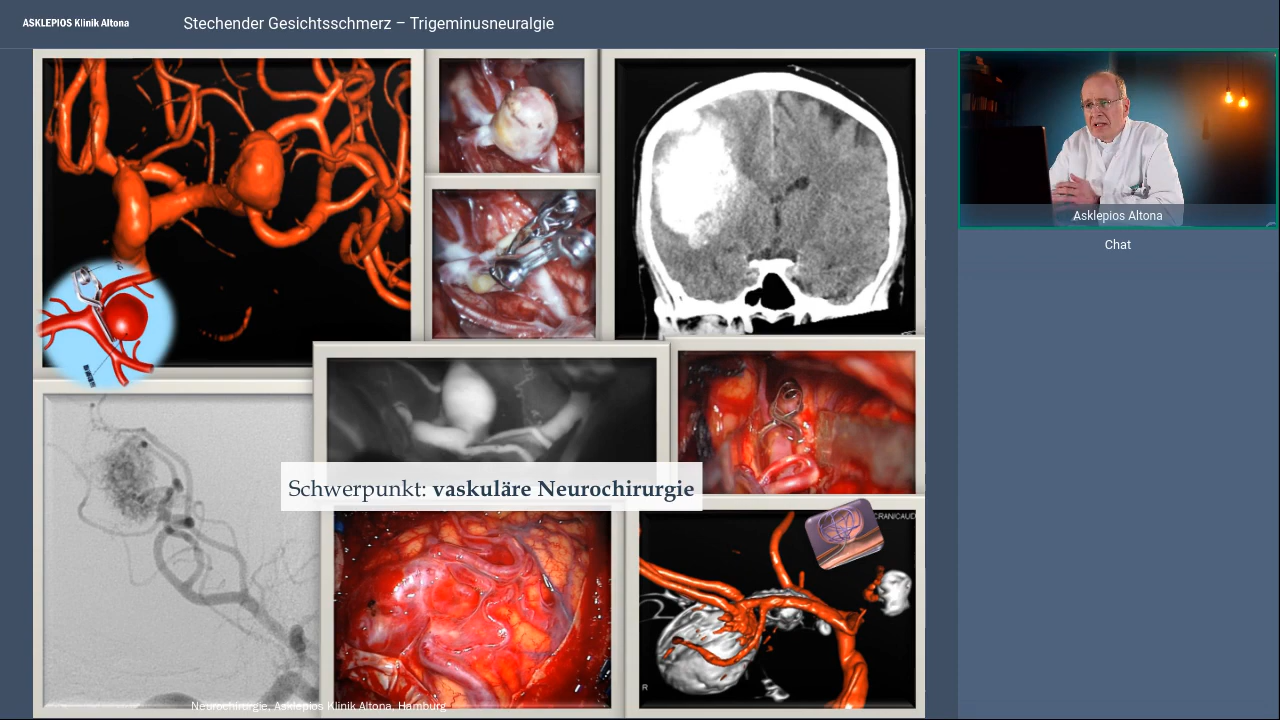 ASKLEPIOS Klinik Altona
Stechender Gesichtsschmerz – Trigeminusneuralgie
Asklepios Altona
Chat
Schwerpunkt: vaskuläre Neurochirurgie
CRANICAUD
R
Neurochirurgie, Asklepios Klinik Altona, Hamburg